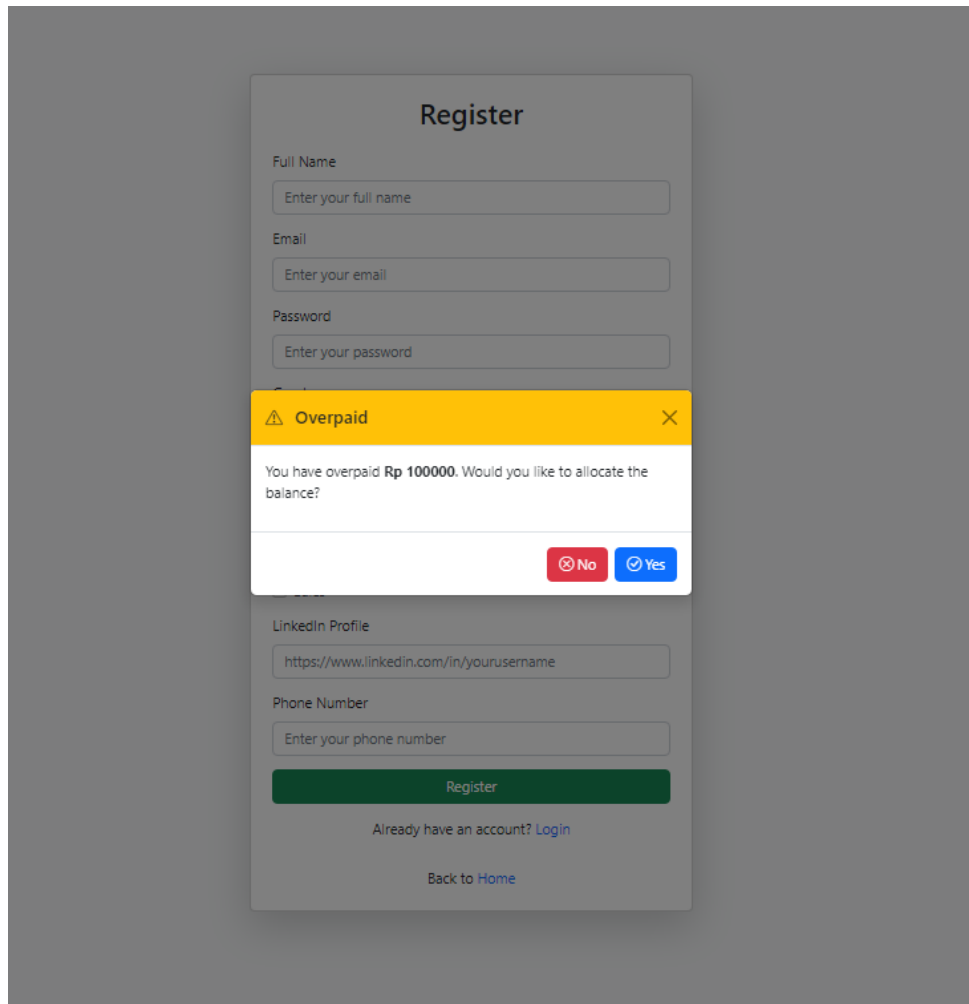 Register
Full Name
Enter your full name
Email
Enter your email
Password
Enter your password
Overpaid
You have overpaid Rp 100000. Would you like to allocate the
balance?
No
Yes
LinkedIn Profile
https://www.linkedin.com/in/yourusername
Phone Number
Enter your phone number
Register
Already have an account? Login
Back to Home